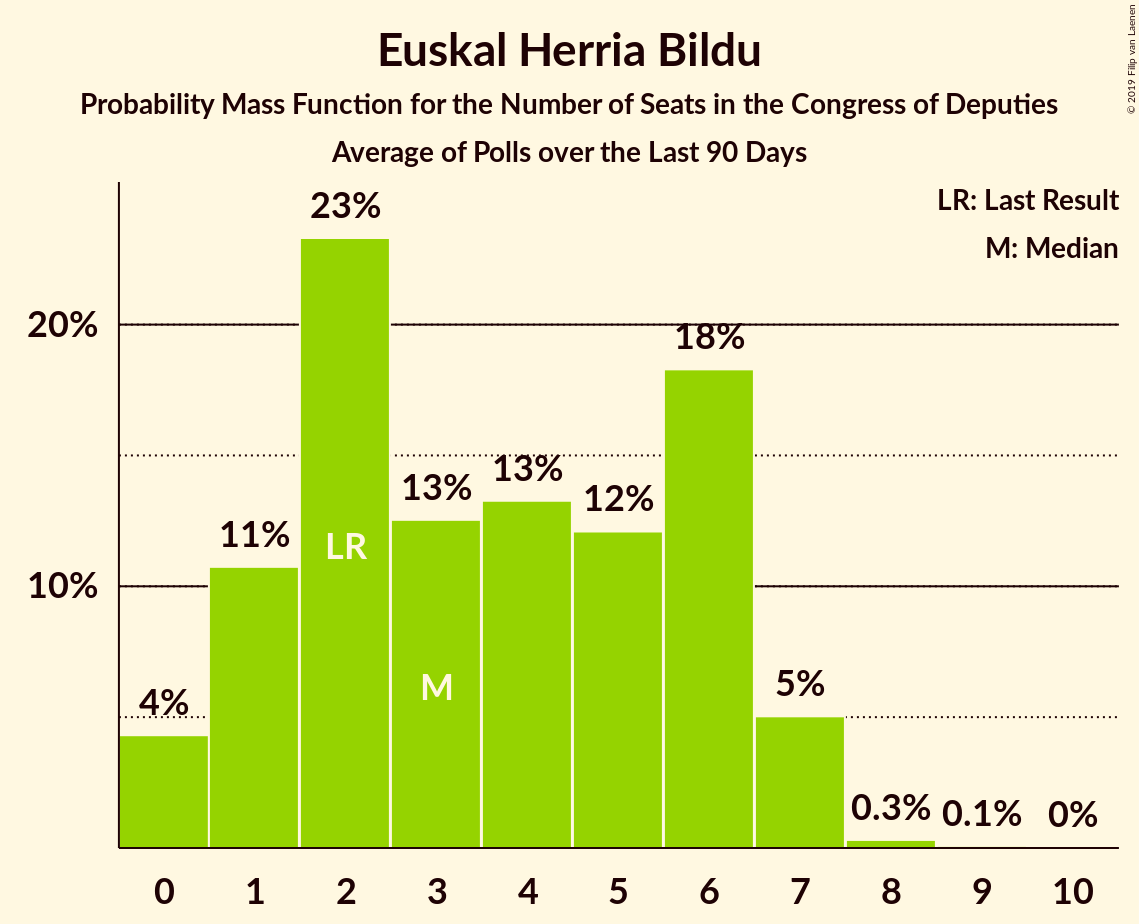 Euskal Herria Bildu
Probability Mass Function for the Number of Seats in the Congress of Deputies
Average of Polls over the Last 90 Days
© 2019 Filip van Laenen
LR: Last Result
M: Median
20%
10%
4%
11%
23%
13%
13%
12%
18%
5%
0.3%
0.1%
0%
LR
M
0 1 2 3 4 5 6 7 8 9 10